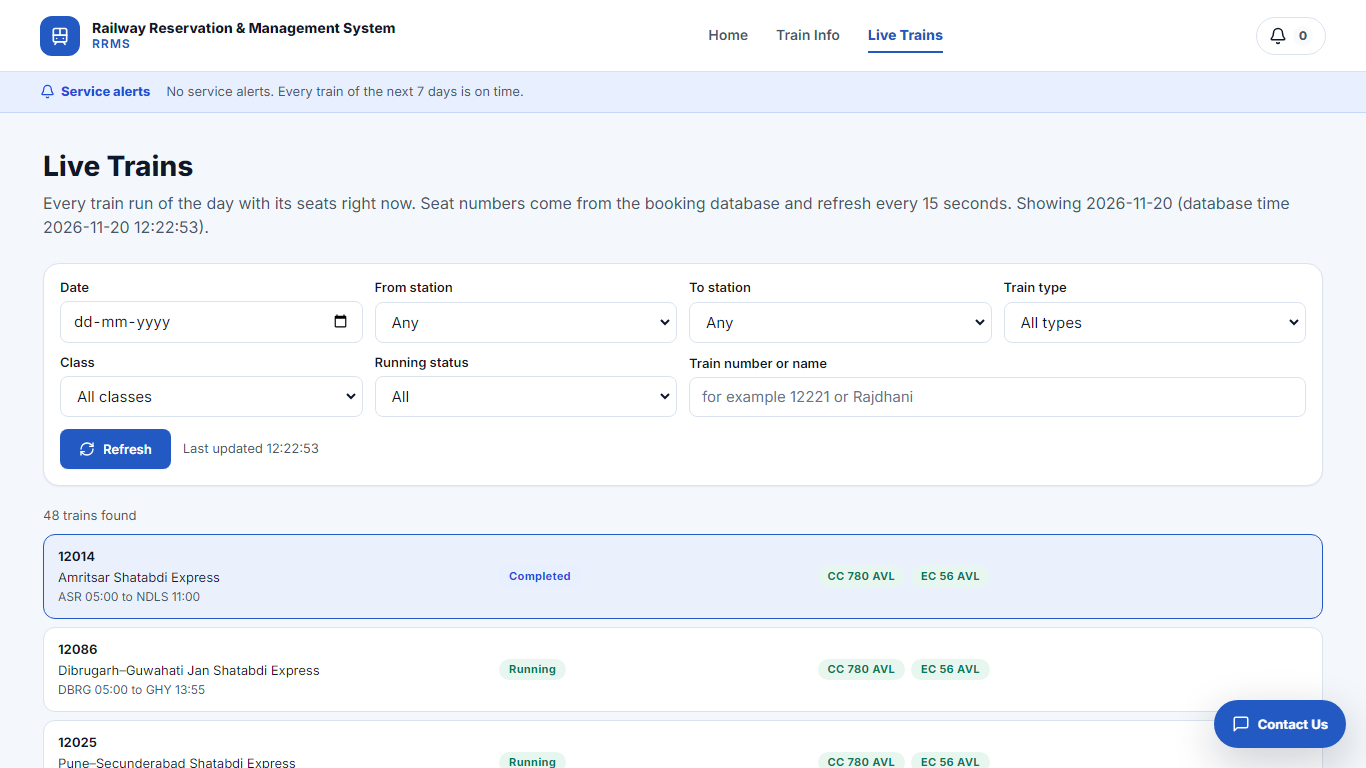 Railway Reservation & Management System
RRMS
Home
Train Info
Live Trains
0
Service alerts
No service alerts. Every train of the next 7 days is on time.
Live Trains
Every train run of the day with its seats right now. Seat numbers come from the booking database and refresh every 15 seconds. Showing 2026-11-20 (database time
2026-11-20 12:22:53).
Date
From station
To station
Train type
dd-mm-yyyy
Any
Any
All types
Class
Running status
Train number or name
All classes
All
for example 12221 or Rajdhani
Refresh
Last updated 12:22:53
48 trains found
12014
Amritsar Shatabdi Express
ASR 05:00 to NDLS 11:00
Completed
CC 780 AVL
EC 56 AVL
12086
Dibrugarh–Guwahati Jan Shatabdi Express
DBRG 05:00 to GHY 13:55
Running
CC 780 AVL
EC 56 AVL
12025
Pune–Secunderabad Shatabdi Express
Running
CC 780 AVL
EC 56 AVL
Contact Us